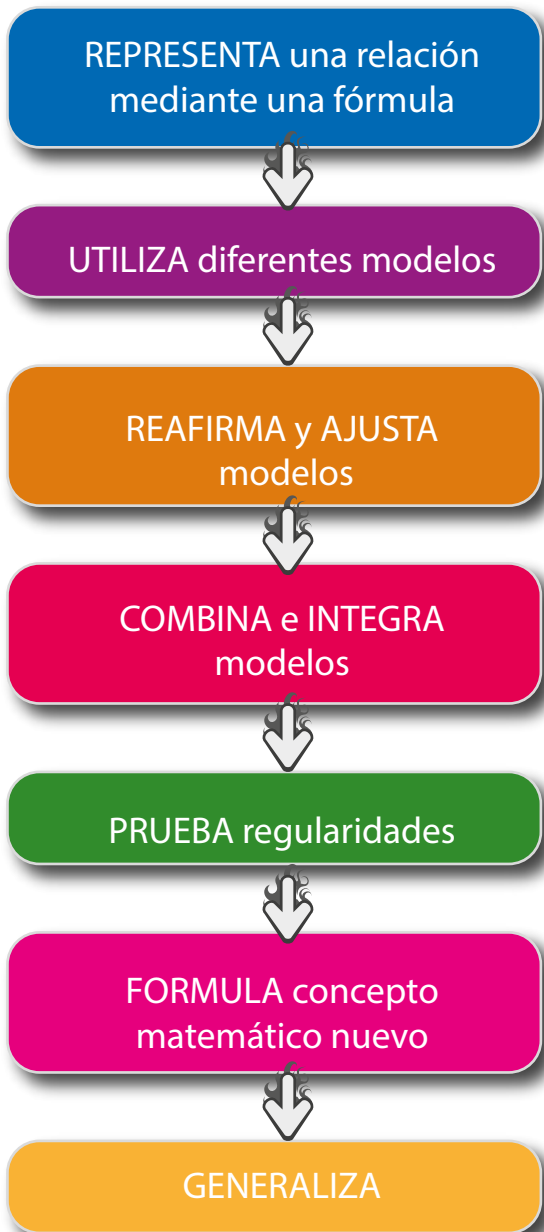 REPRESENTA una relación
mediante una fórmula
UTILIZA diferentes modelos
REAFIRMA y AJUSTA
modelos
COMBINA e INTEGRA
modelos
PRUEBA regularidades
FORMULA concepto
matemático nuevo
GENERALIZA